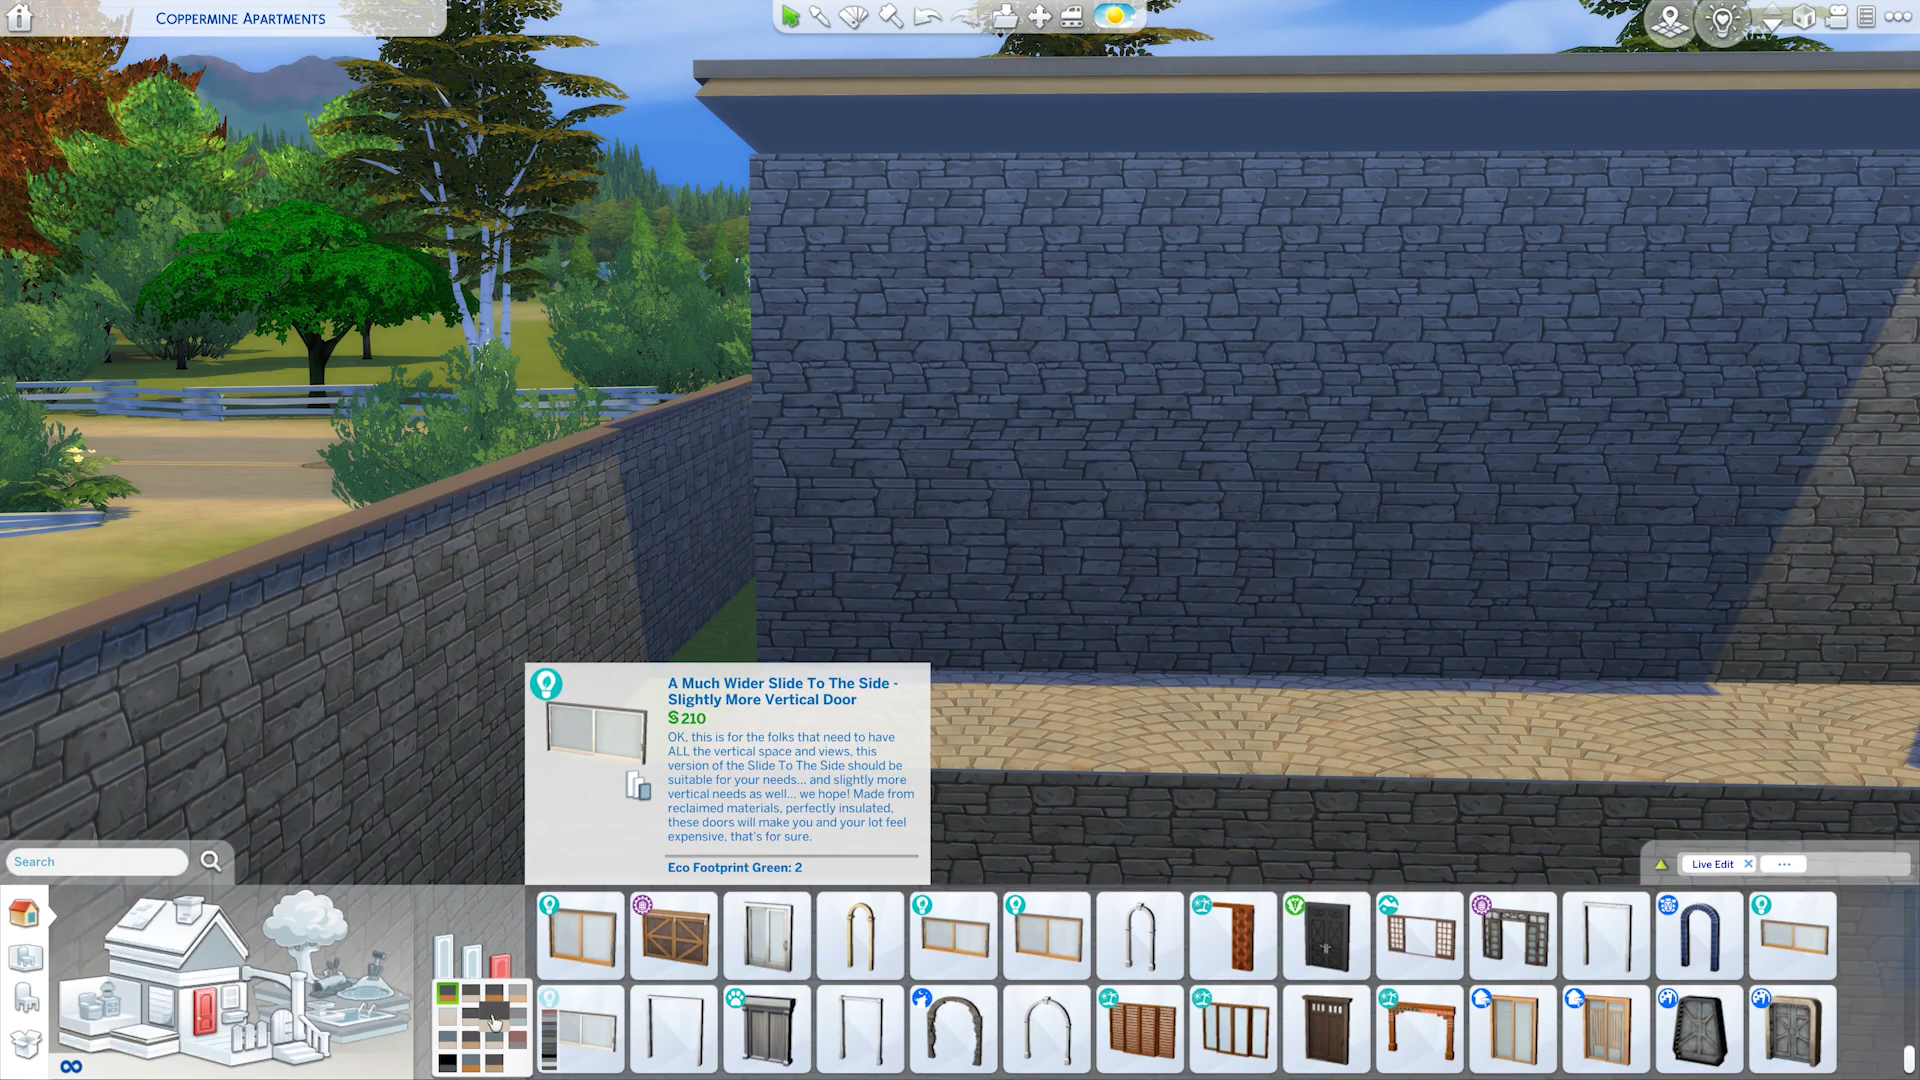 Coppermine Apartments
A Much Wider Slide To The Side -
Slightly More Vertical Door
§210
OK, this is for the folks that need to have
ALL the vertical space and views, this
version of the Slide To The Side should be
suitable for your needs... and slightly more
vertical needs as well... we hope! Made from
reclaimed materials, perfectly insulated,
these doors will make you and your lot feel
expensive, that's for sure.
Eco Footprint Green: 2
Search
Live Edit